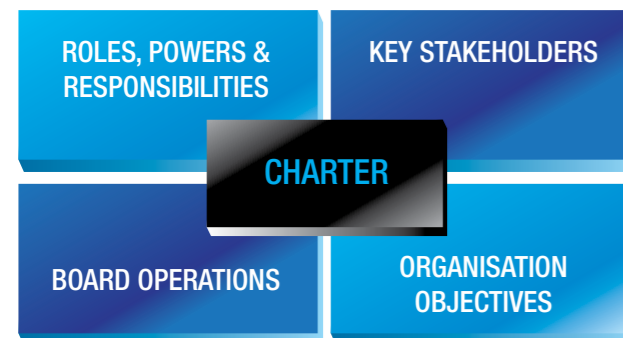 ROLES, POWERS &
RESPONSIBILITIES
KEY STAKEHOLDERS
CHARTER
BOARD OPERATIONS
ORGANISATION
OBJECTIVES